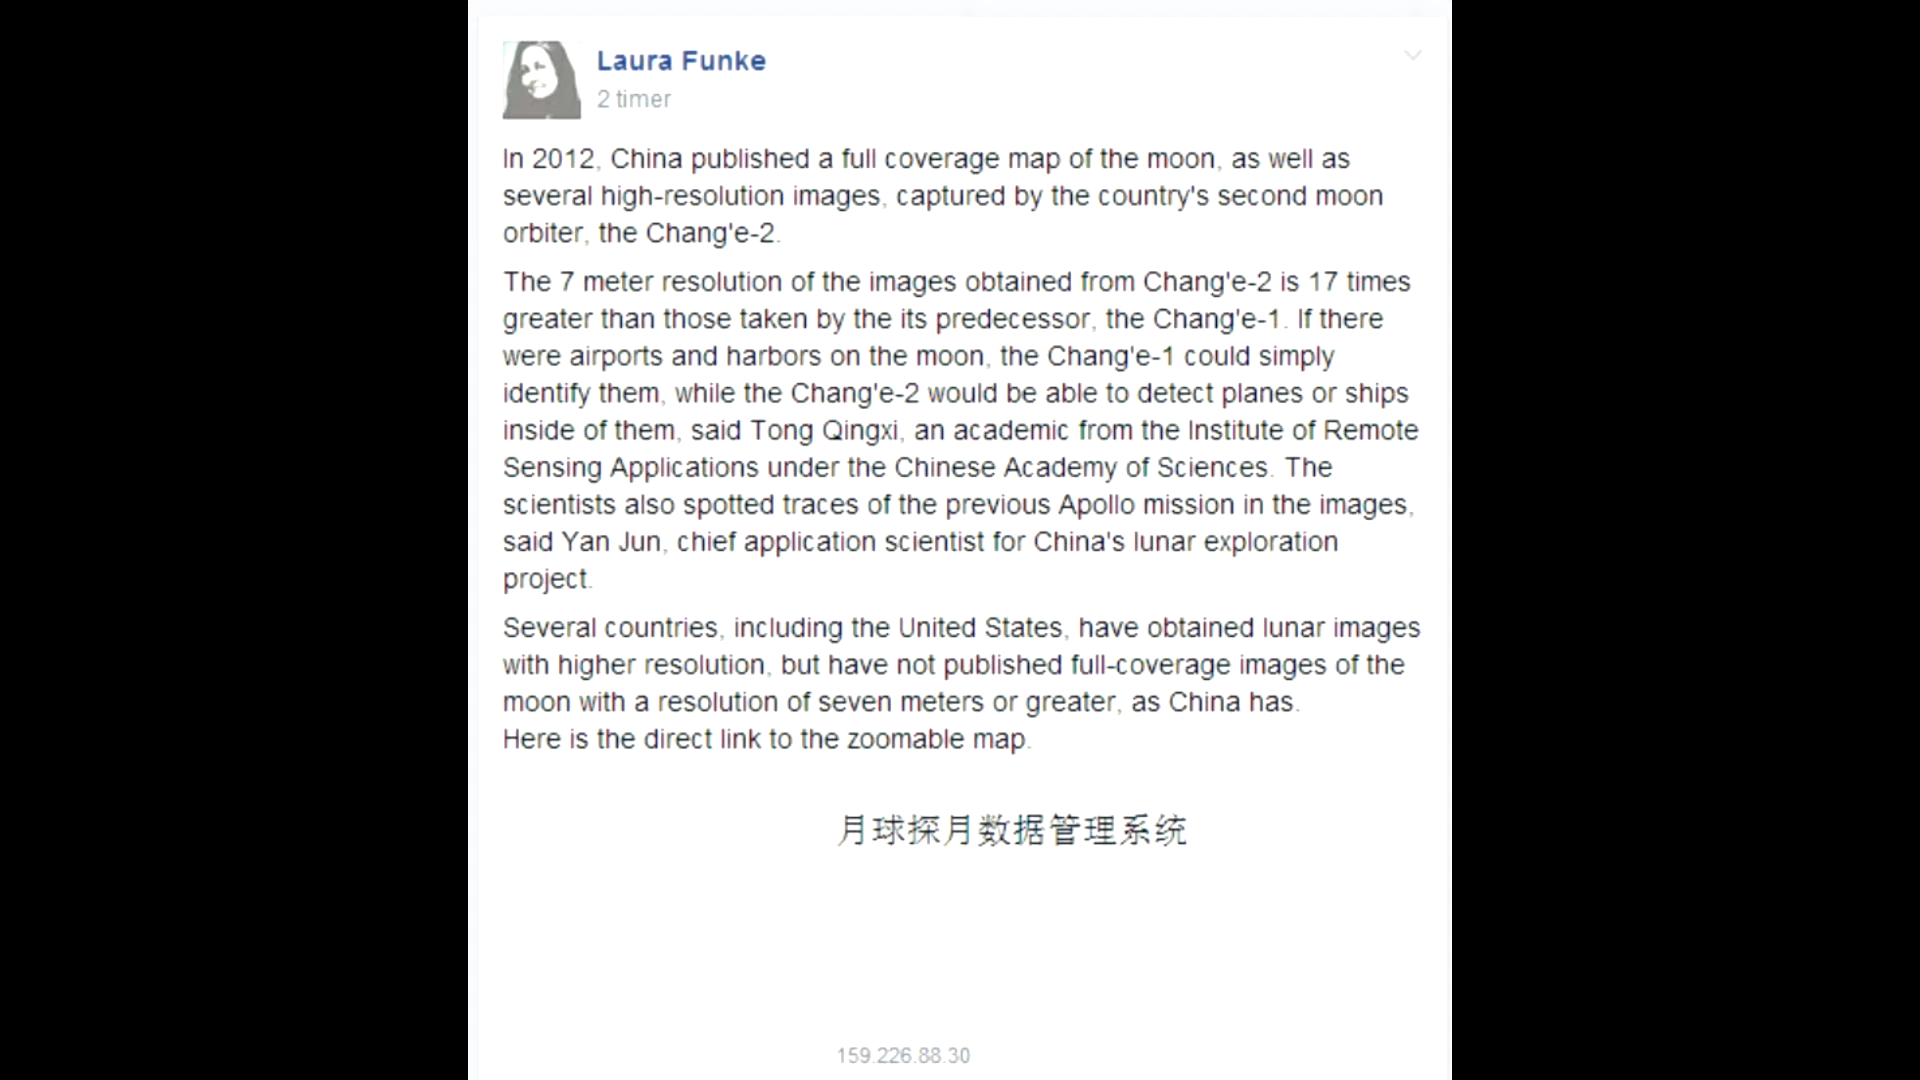 Laura Funke
2 timer
In 2012, China published a full coverage map of the moon, as well as
several high-resolution images, captured by the country's second moon
orbiter, the Chang'e-2.
The 7 meter resolution of the images obtained from Chang'e-2 is 17 times
greater than those taken by the its predecessor, the Chang'e-1. If there
were airports and harbors on the moon, the Chang'e-1 could simply
identify them, while the Chang'e-2 would be able to detect planes or ships
inside of them, said Tong Qingxi, an academic from the Institute of Remote
Sensing Applications under the Chinese Academy of Sciences. The
scientists also spotted traces of the previous Apollo mission in the images,
said Yan Jun, chief application scientist for China's lunar exploration
project.
Several countries, including the United States, have obtained lunar images
with higher resolution, but have not published full-coverage images of the
moon with a resolution of seven meters or greater, as China has.
Here is the direct link to the zoomable map.
月球探月数据管理系统
159.226.88.30